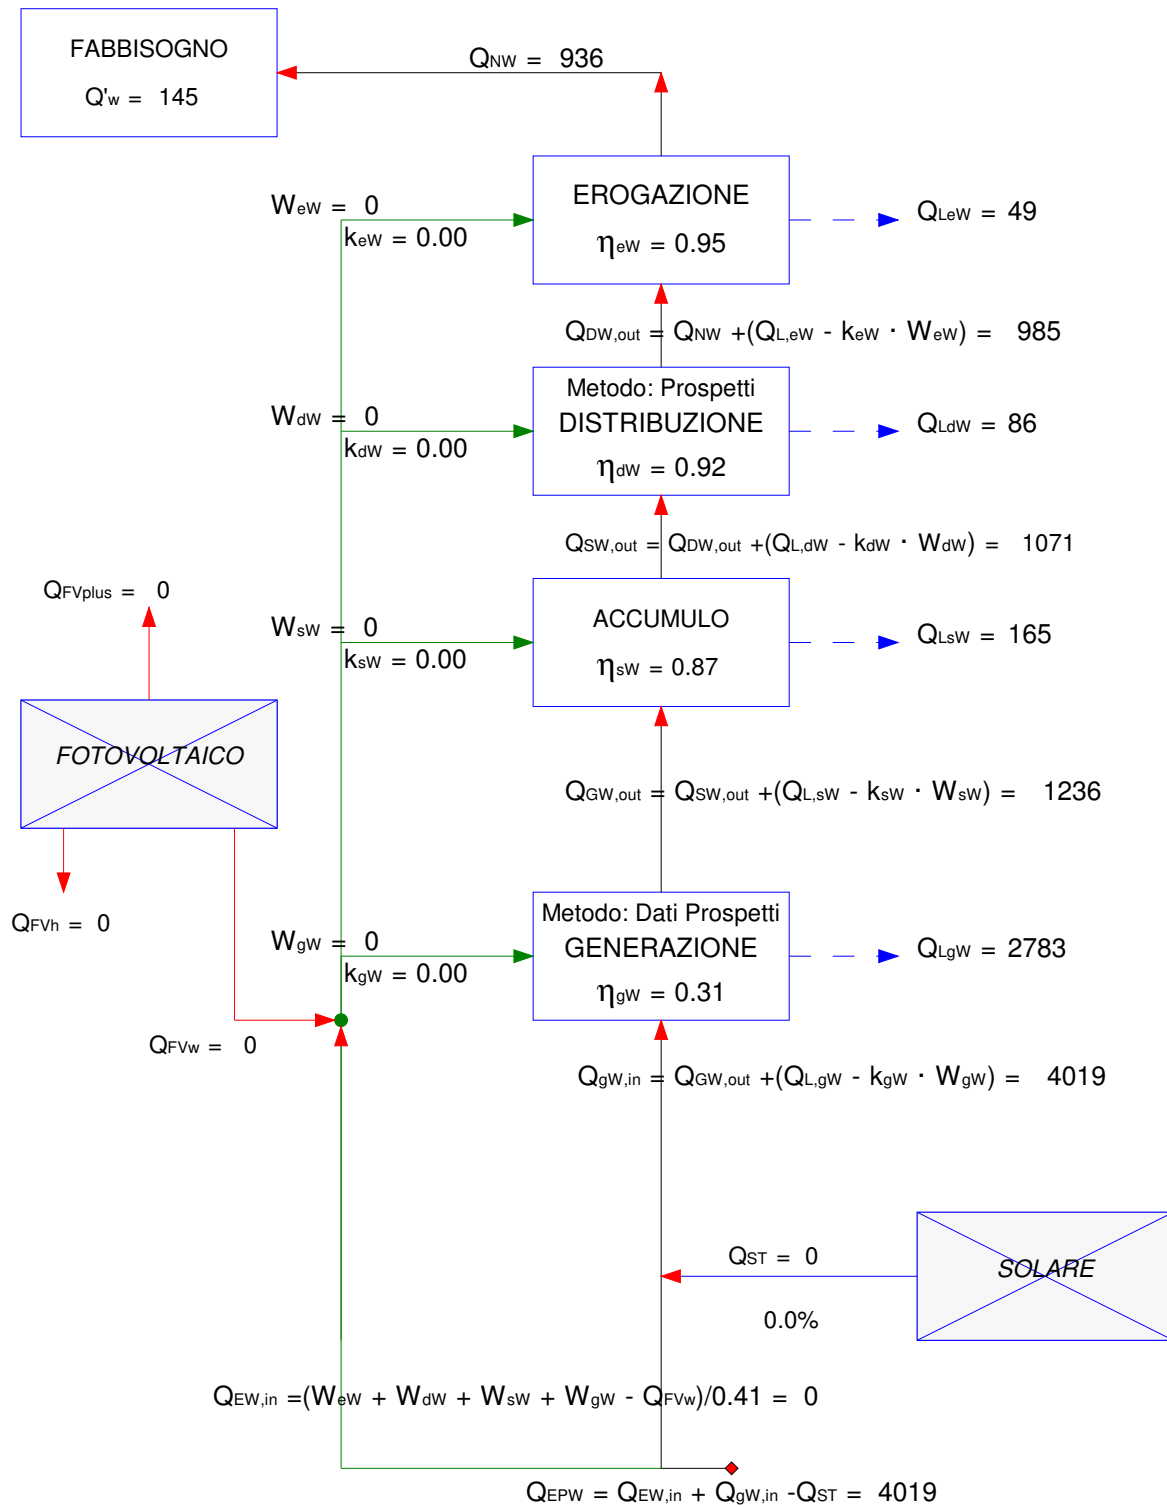 FABBISOGNO
Q'w = 145
QNW = 936
EROGAZIONE
ηeW = 0.95
WeW = 0
keW = 0.00
QLeW = 49
QDW,out = QNW +(QL,eW - keW · WeW) = 985
Metodo: Prospetti
DISTRIBUZIONE
ηdW = 0.92
WdW = 0
kdW = 0.00
QLdW = 86
QSW,out = QDW,out +(QL,dW - kdW · WdW) = 1071
QFVplus = 0
ACCUMULO
ηsW = 0.87
WsW = 0
ksW = 0.00
QLsW = 165
FOTOVOLTAICO
QGW,out = QSW,out +(QL,sW - ksW · WsW) = 1236
QFVh = 0
Metodo: Dati Prospetti
GENERAZIONE
ηgW = 0.31
WgW = 0
kgW = 0.00
QLgW = 2783
QFVw = 0
QgW,in = QGW,out +(QL,gW - kgW · WgW) = 4019
QST = 0
SOLARE
0.0%
QEW,in =(WeW + WdW + WsW + WgW - QFVw)/0.41 = 0
QEPW = QEW,in + QgW,in -QST = 4019